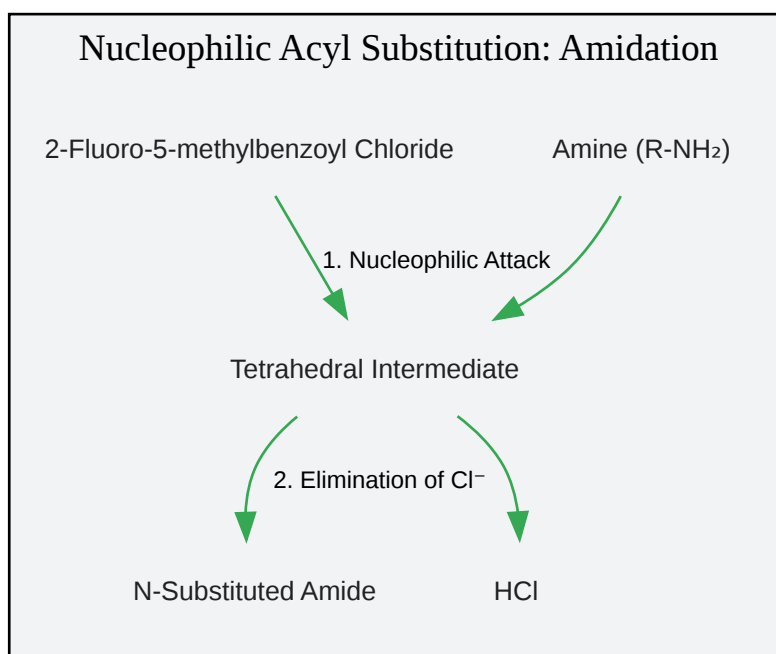 Nucleophilic Acyl Substitution: Amidation
2-Fluoro-5-methylbenzoyl Chloride
Amine (R-NH₂)
1. Nucleophilic Attack
Tetrahedral Intermediate
2. Elimination of Cl⁻
N-Substituted Amide
HCl